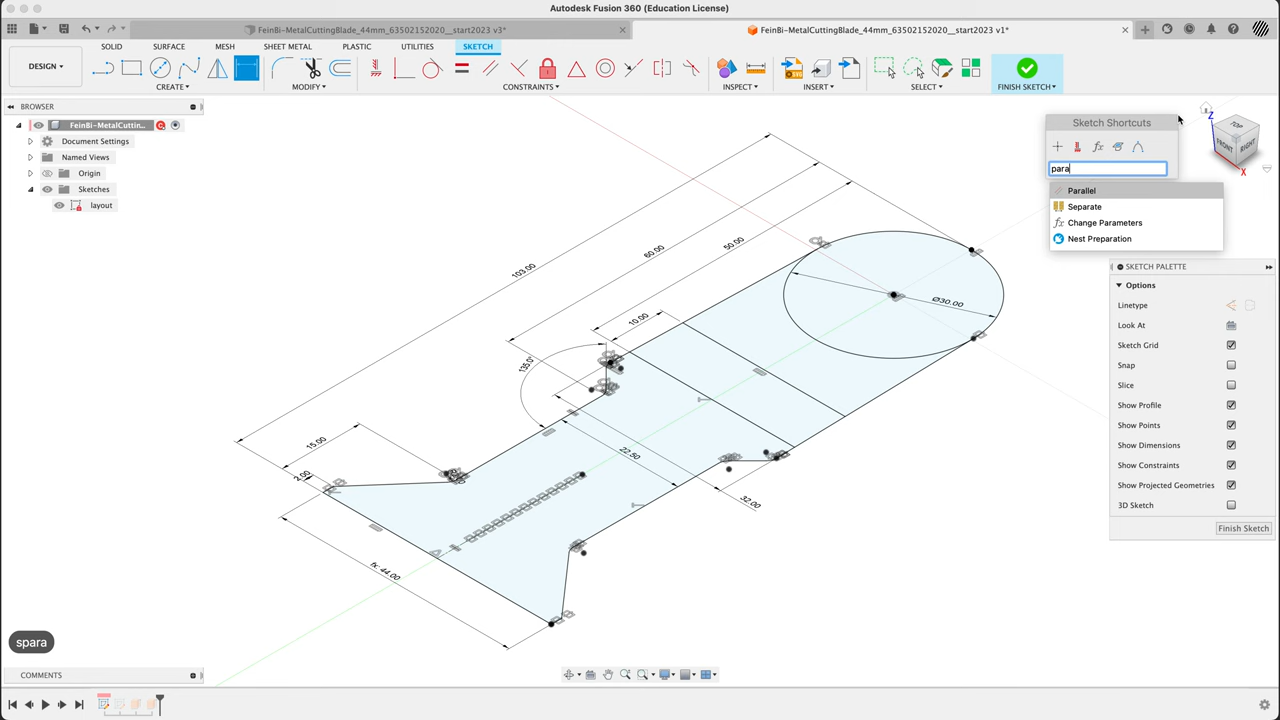 Autodesk Fusion 360 (Education License)
FeinBi-MetalCuttingBlade_44mm_63502152020__start2023 v3*
FeinBi-MetalCuttingBlade_44mm_63502152020__start2023 v1*
DESIGN
SOLID SURFACE MESH SHEET METAL PLASTIC UTILITIES SKETCH
CREATE MODIFY CONSTRAINTS INSPECT INSERT SELECT FINISH SKETCH
BROWSER
FeinBi-MetalCuttin...
Document Settings
Named Views
Origin
Sketches
layout
Sketch Shortcuts
para
Parallel
Separate
Change Parameters
Nest Preparation
TOP
FRONT
RIGHT
Z
X
SKETCH PALETTE
Options
Linetype
Look At
Sketch Grid
Snap
Slice
Show Profile
Show Points
Show Dimensions
Show Constraints
Show Projected Geometries
3D Sketch
Finish Sketch
103.00
60.00
50.00
10.00
Ø30.00
135.0°
15.00
2.00
22.50
32.00
fx: 44.00
spara
COMMENTS